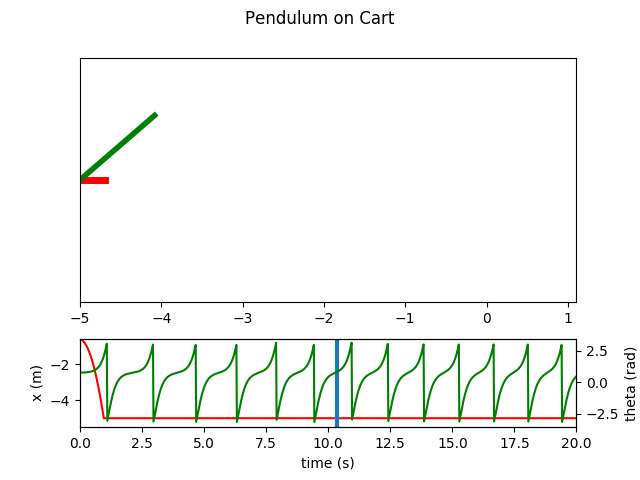 Pendulum on Cart
−5 −4 −3 −2 −1 0 1
−2
−4
x (m)
2.5
0.0
−2.5
theta (rad)
0.0 2.5 5.0 7.5 10.0 12.5 15.0 17.5 20.0
time (s)